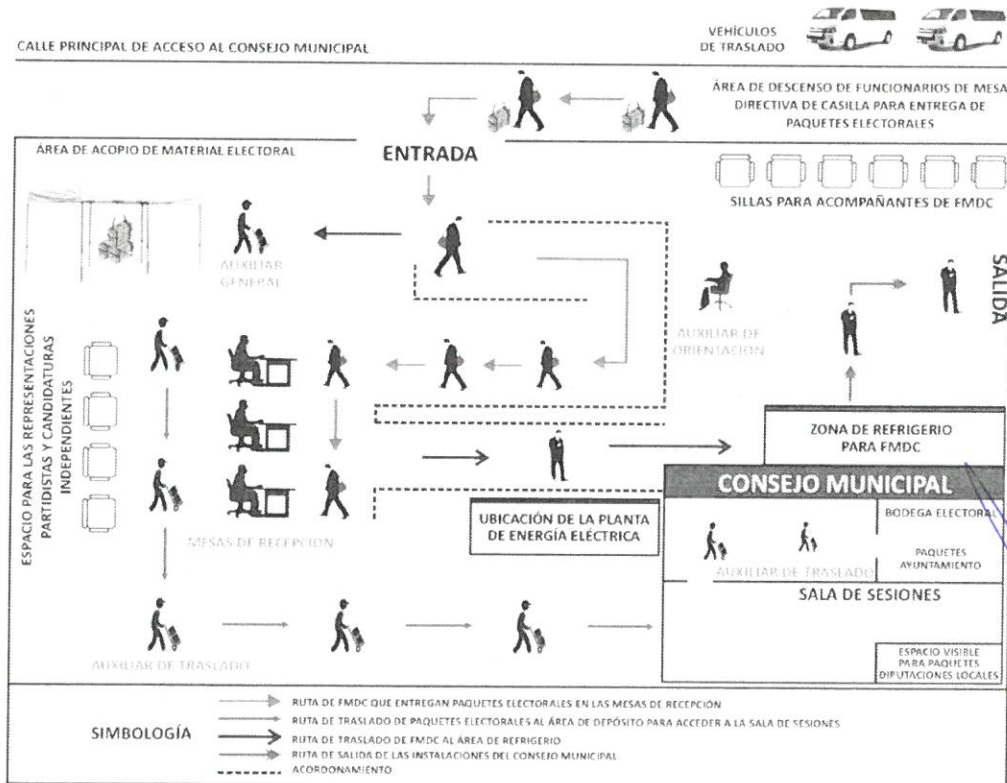 CALLE PRINCIPAL DE ACCESO AL CONSEJO MUNICIPAL
VEHÍCULOS
DE TRASLADO
ÁREA DE DESCENSO DE FUNCIONARIOS DE MESA
DIRECTIVA DE CASILLA PARA ENTREGA DE
PAQUETES ELECTORALES
ÁREA DE ACOPIO DE MATERIAL ELECTORAL
ENTRADA
SILLAS PARA ACOMPAÑANTES DE FMDC
AUXILIAR
GENERAL
SALIDA
AUXILIAR DE
ORIENTACIÓN
ESPACIO PARA LAS REPRESENTACIONES
PARTIDISTAS Y CANDIDATURAS
INDEPENDIENTES
MESAS DE RECEPCIÓN
ZONA DE REFRIGERIO
PARA FMDC
UBICACIÓN DE LA PLANTA
DE ENERGÍA ELÉCTRICA
CONSEJO MUNICIPAL
BODEGA ELECTORAL
PAQUETES
AYUNTAMIENTO
AUXILIAR DE TRASLADO
SALA DE SESIONES
ESPACIO VISIBLE
PARA PAQUETES
DIPUTACIONES LOCALES
AUXILIAR DE TRASLADO
SIMBOLOGÍA
RUTA DE FMDC QUE ENTREGAN PAQUETES ELECTORALES EN LAS MESAS DE RECEPCIÓN
RUTA DE TRASLADO DE PAQUETES ELECTORALES AL ÁREA DE DEPÓSITO PARA ACCEDER A LA SALA DE SESIONES
RUTA DE TRASLADO DE FMDC AL ÁREA DE REFRIGERIO
RUTA DE SALIDA DE LAS INSTALACIONES DEL CONSEJO MUNICIPAL
ACORDONAMIENTO